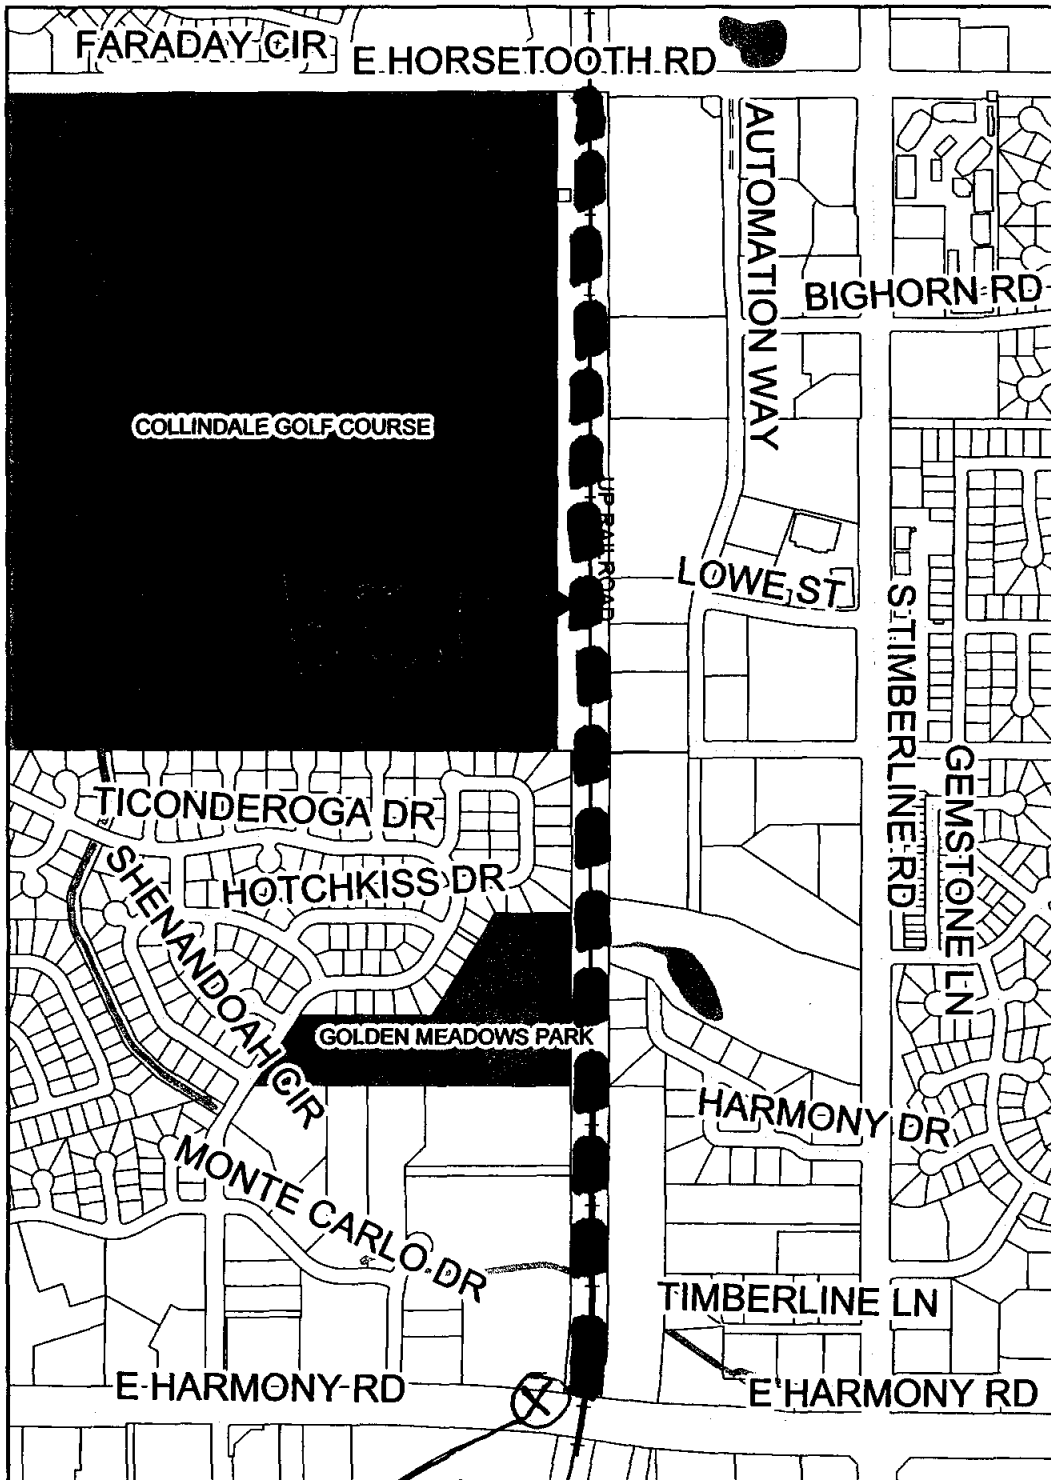 FARADAY CIR
E HORSETOOTH RD
AUTOMATION WAY
BIGHORN RD
COLLINDALE GOLF COURSE
UP RAILROAD
LOWE ST
S TIMBERLINE RD
GEMSTONE LN
TICONDEROGA DR
SHENANDOAH CIR
HOTCHKISS DR
GOLDEN MEADOWS PARK
HARMONY DR
MONTE CARLO DR
TIMBERLINE LN
E HARMONY RD
X
E HARMONY RD